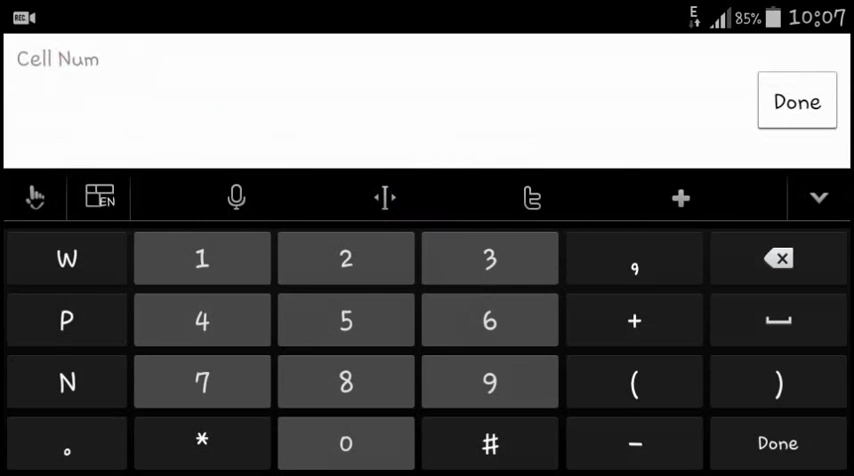 REC
E 85% 10:07
Cell Num
Done
EN
W 1 2 3 ,
P 4 5 6 +
N 7 8 9 ( )
. * 0 # - Done